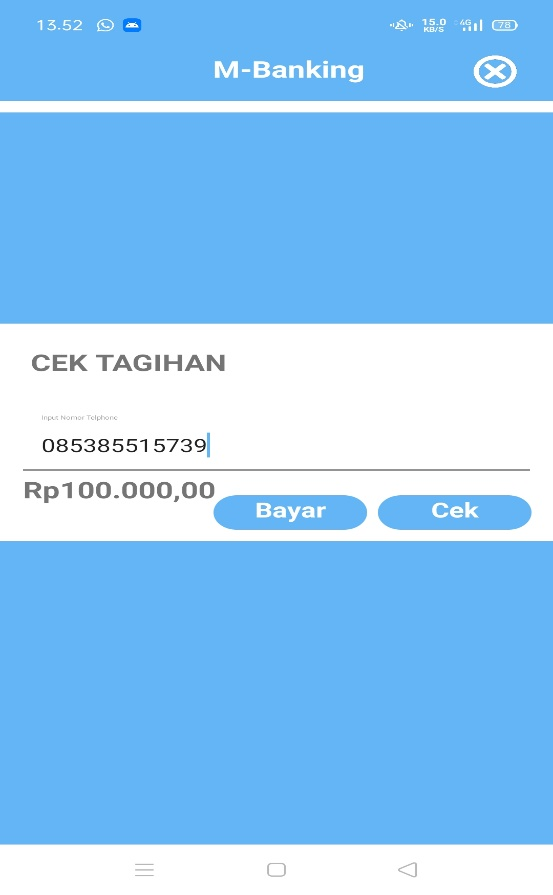 13.52 15.0 KB/S 4G 78
M-Banking
CEK TAGIHAN
Input Nomor Telphone
085385515739
Rp100.000,00
Bayar Cek